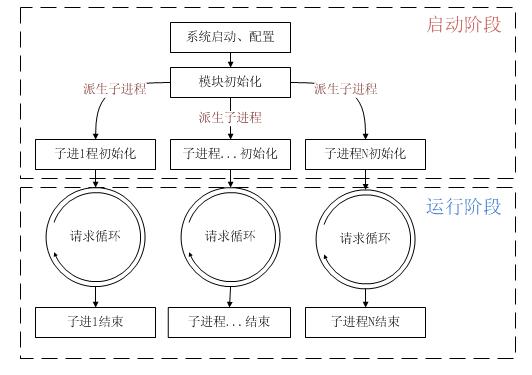 启动阶段
系统启动、配置
模块初始化
派生子进程
派生子进程
派生子进程
子进1程初始化
子进程...初始化
子进程N初始化
运行阶段
请求循环
请求循环
请求循环
子进1结束
子进程...结束
子进程N结束